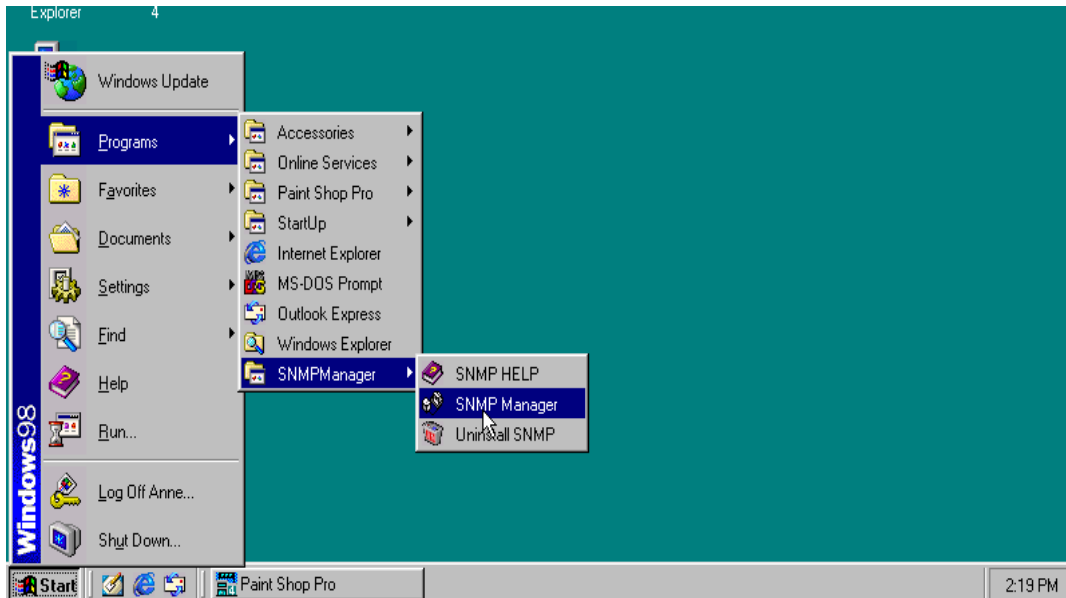 Explorer 4
Windows Update
Programs
Favorites
Documents
Settings
Find
Help
Run...
Log Off Anne...
Shut Down...
Windows98
Accessories
Online Services
Paint Shop Pro
StartUp
Internet Explorer
MS-DOS Prompt
Outlook Express
Windows Explorer
SNMPManager
SNMP HELP
SNMP Manager
Uninstall SNMP
Start
Paint Shop Pro
2:19 PM